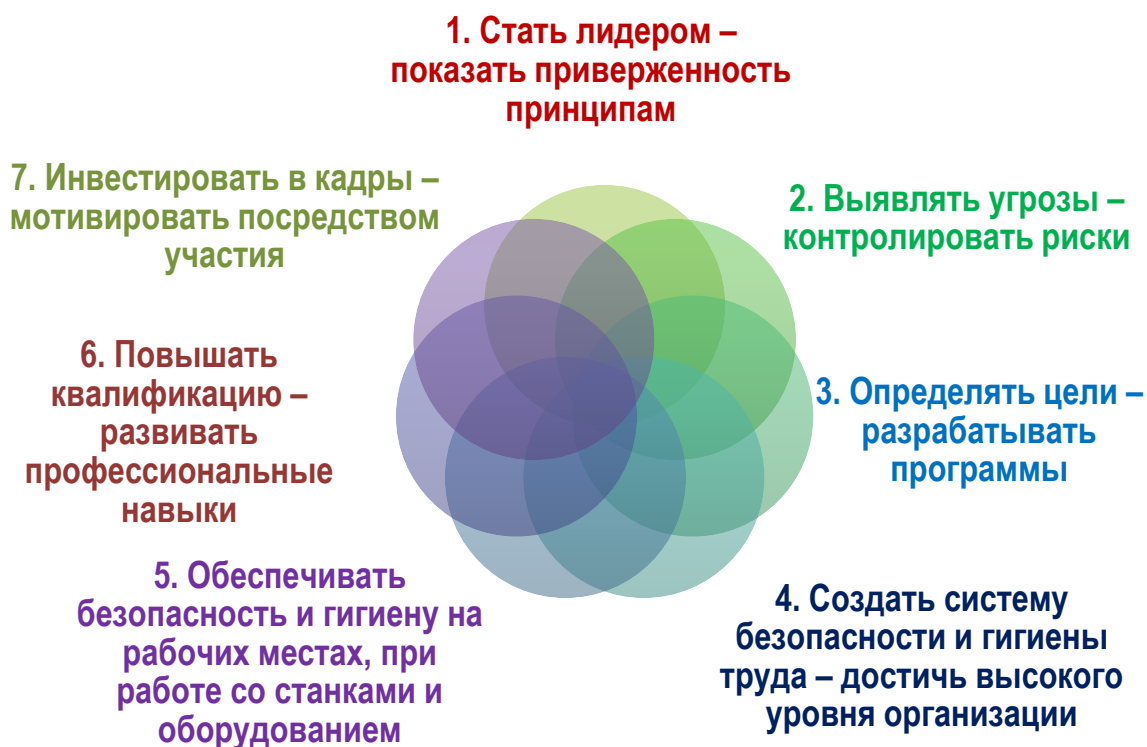 1. Стать лидером –
показать приверженность
принципам
2. Выявлять угрозы –
контролировать риски
3. Определять цели –
разрабатывать
программы
4. Создать систему
безопасности и гигиены
труда – достичь высокого
уровня организации
5. Обеспечивать
безопасность и гигиену на
рабочих местах, при
работе со станками и
оборудованием
6. Повышать
квалификацию –
развивать
профессиональные
навыки
7. Инвестировать в кадры –
мотивировать посредством
участия